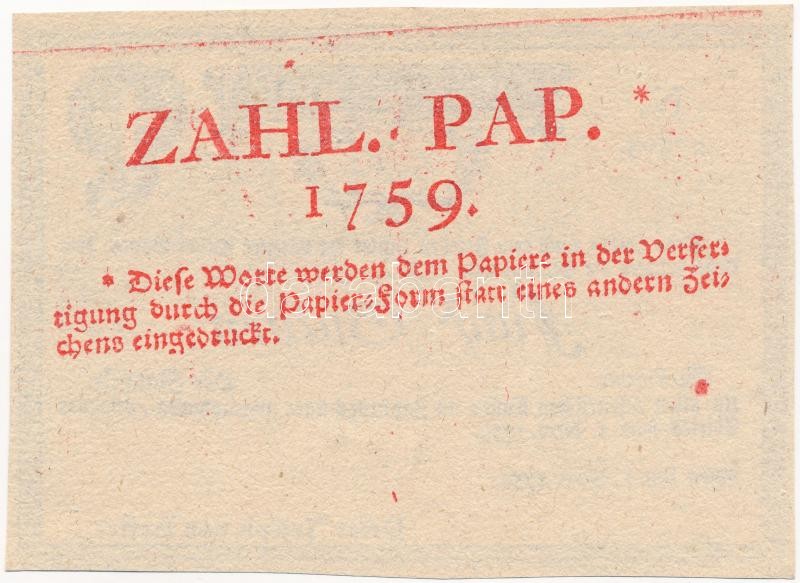 ZAHL. PAP. *
1759.
* Diese Worte werden dem Papiere in der Verfer-
tigung durch die Papier-Form statt eines andern Zei-
chens eingedruckt.
darabanth